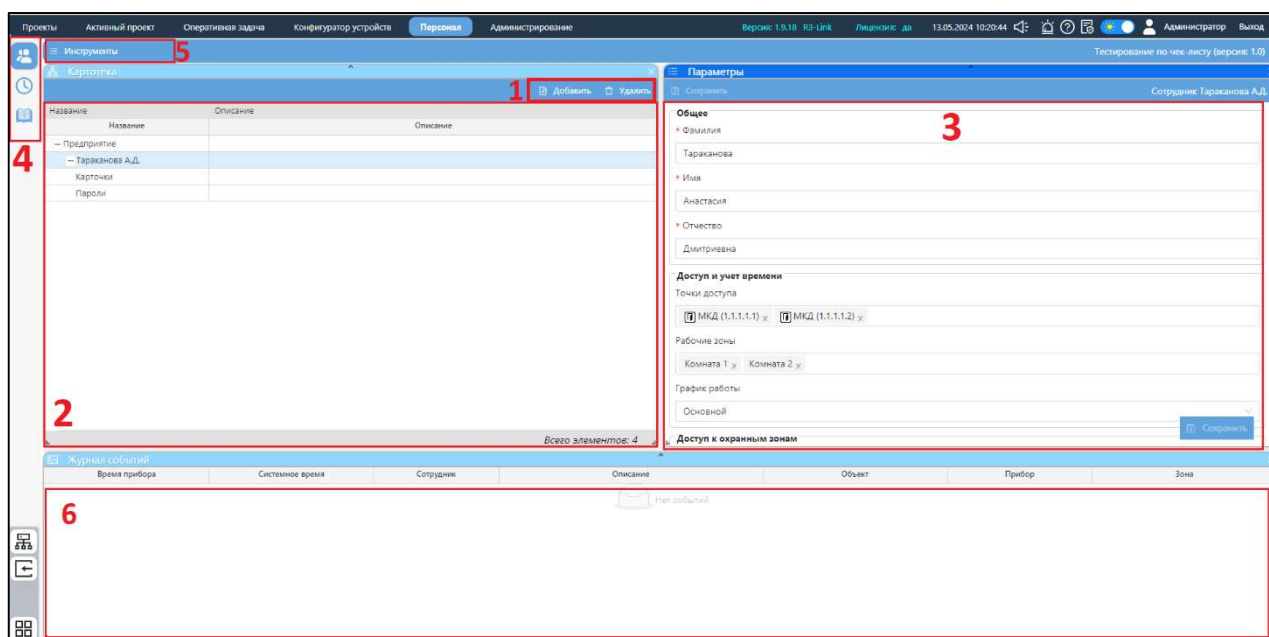 Проекты Активный проект Оперативная задача Конфигуратор устройств Персонал Администрирование Версия: 1.9.18 R3-Link Лицензия: да 13.05.2024 10:20:44 Администратор Выход
Инструменты 5 Тестирование по чек-листу (версия: 1.0)
Картотека
1 Добавить Удалить
Название Описание
Название Описание
Предприятие
Тараканова А.Д.
Карточки
Пароли
4
2
Всего элементов: 4
Параметры
Сохранить Сотрудник Тараканова А.Д.
Общее
3
* Фамилия
Тараканова
* Имя
Анастасия
* Отчество
Дмитриевна
Доступ и учет времени
Точки доступа
МКД (1.1.1.1.1) x МКД (1.1.1.1.2) x
Рабочие зоны
Комната 1 x Комната 2 x
График работы
Основной
Сохранить
Доступ к охранным зонам
Журнал событий
Время прибора Системное время Сотрудник Описание Объект Прибор Зона
Нет событий
6